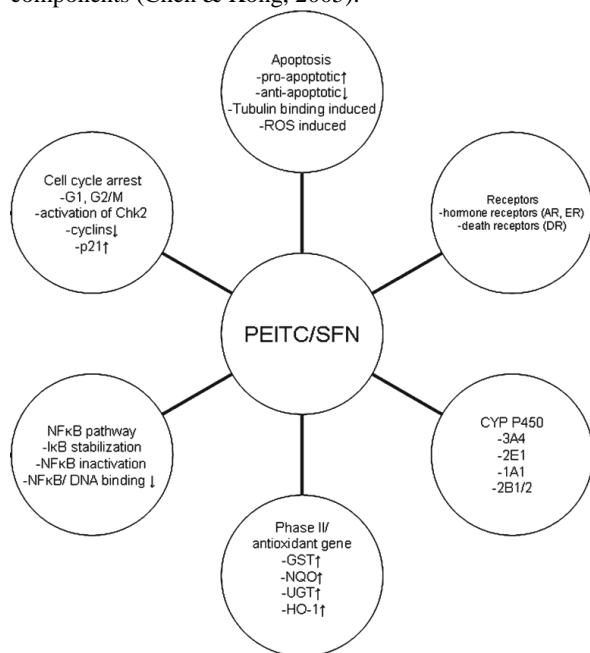 components (Chen & Kong, 2005).
Apoptosis
-pro-apoptotic↑
-anti-apoptotic↓
-Tubulin binding induced
-ROS induced
Cell cycle arrest
-G1, G2/M
-activation of Chk2
-cyclins↓
-p21↑
Receptors
-hormone receptors (AR, ER)
-death receptors (DR)
PEITC/SFN
NFκB pathway
-IκB stabilization
-NFκB inactivation
-NFκB/ DNA binding ↓
CYP P450
-3A4
-2E1
-1A1
-2B1/2
Phase II/
antioxidant gene
-GST↑
-NQO↑
-UGT↑
-HO-1↑